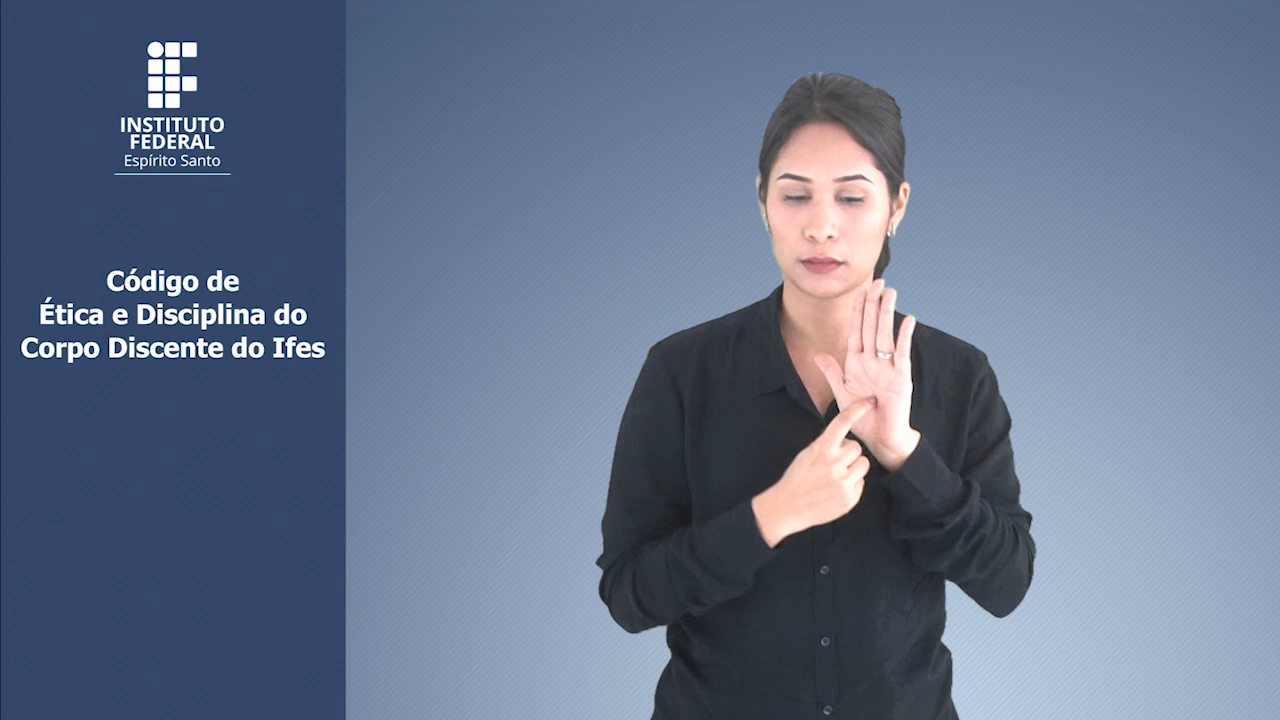 INSTITUTO
FEDERAL
Espírito Santo
Código de
Ética e Disciplina do
Corpo Discente do Ifes